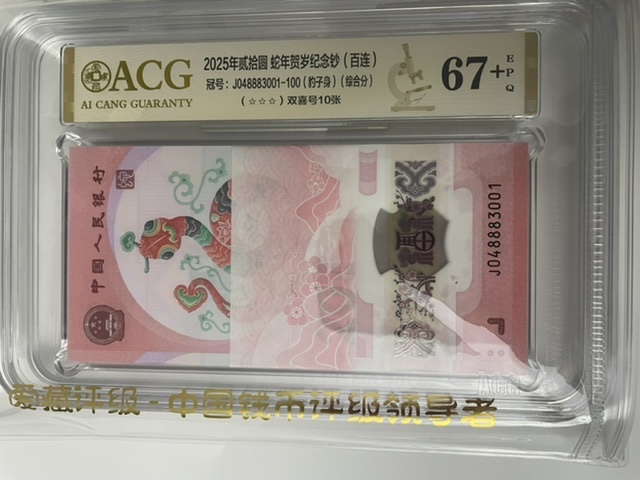 ACG
AI CANG GUARANTY
2025年贰拾圆 蛇年贺岁纪念钞（百连）
冠号：J048883001-100（豹子身）（综合分）
（☆☆☆）双喜号10张
67+
EPQ
中国人民银行
J048883001
爱藏评级-中国钱币评级领导者